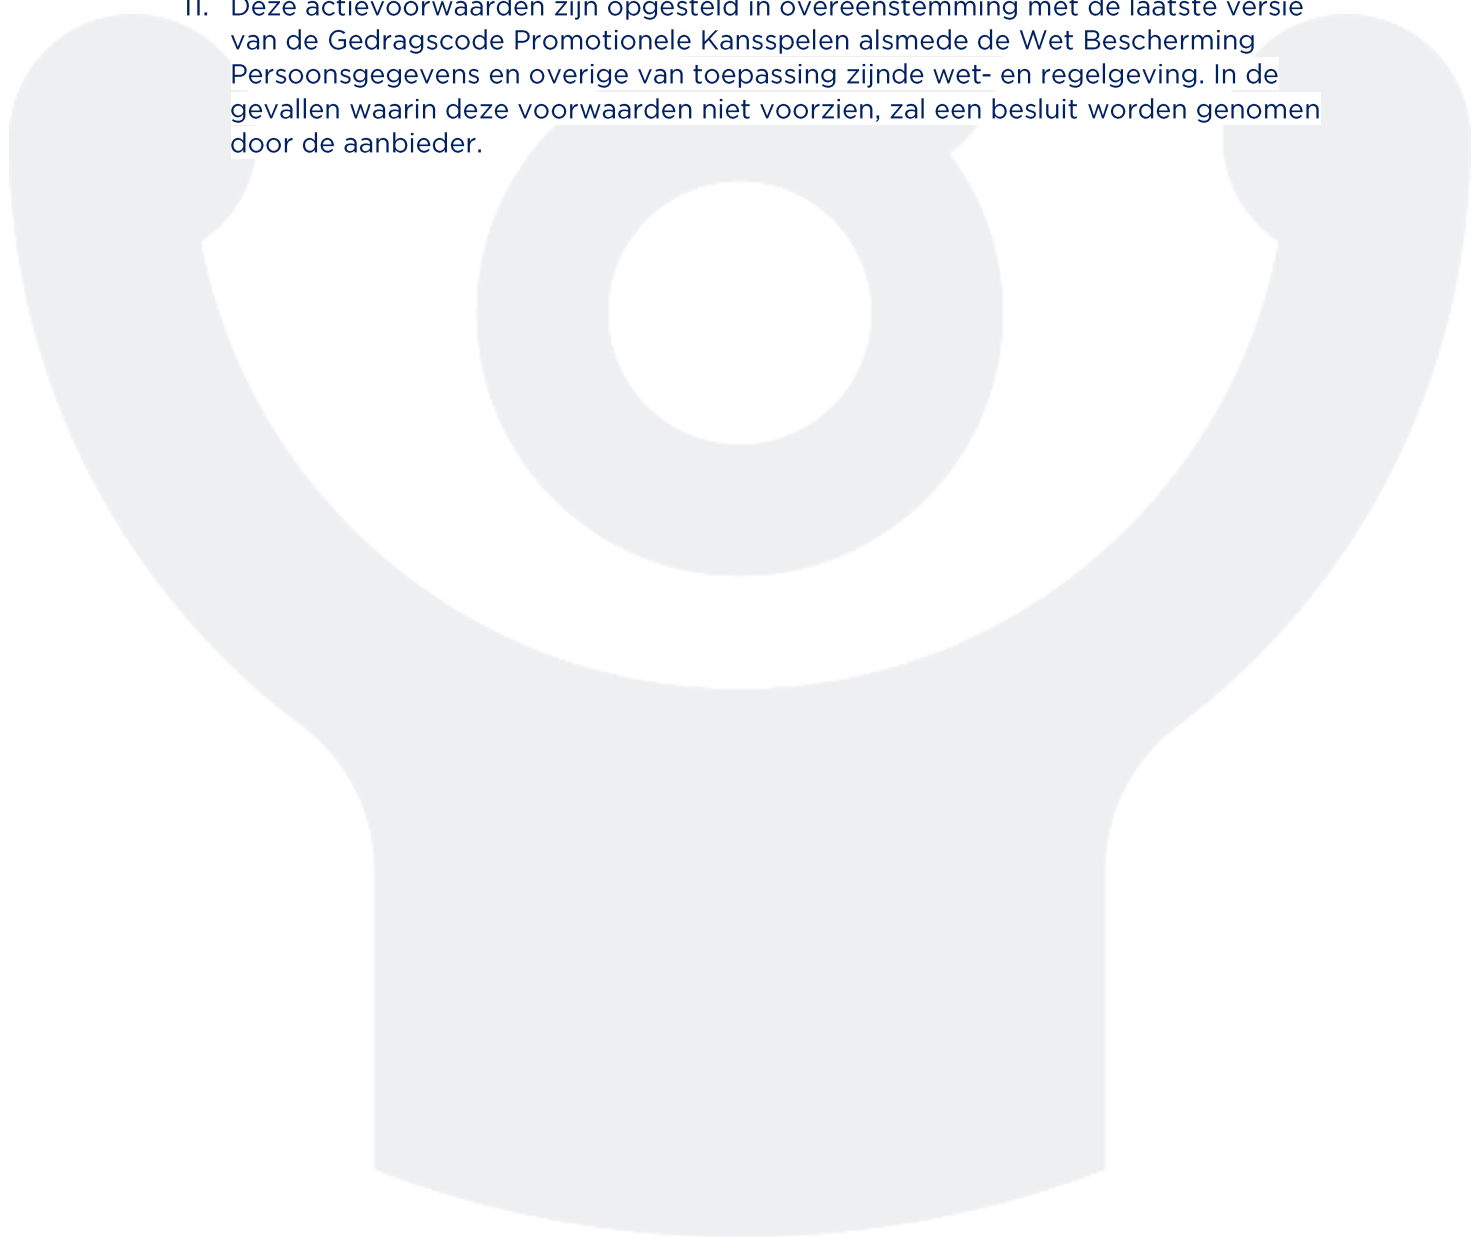 11. Deze actievoorwaarden zijn opgesteld in overeenstemming met de laatste versie
van de Gedragscode Promotionele Kansspelen alsmede de Wet Bescherming
Persoonsgegevens en overige van toepassing zijnde wet- en regelgeving. In de
gevallen waarin deze voorwaarden niet voorzien, zal een besluit worden genomen
door de aanbieder.